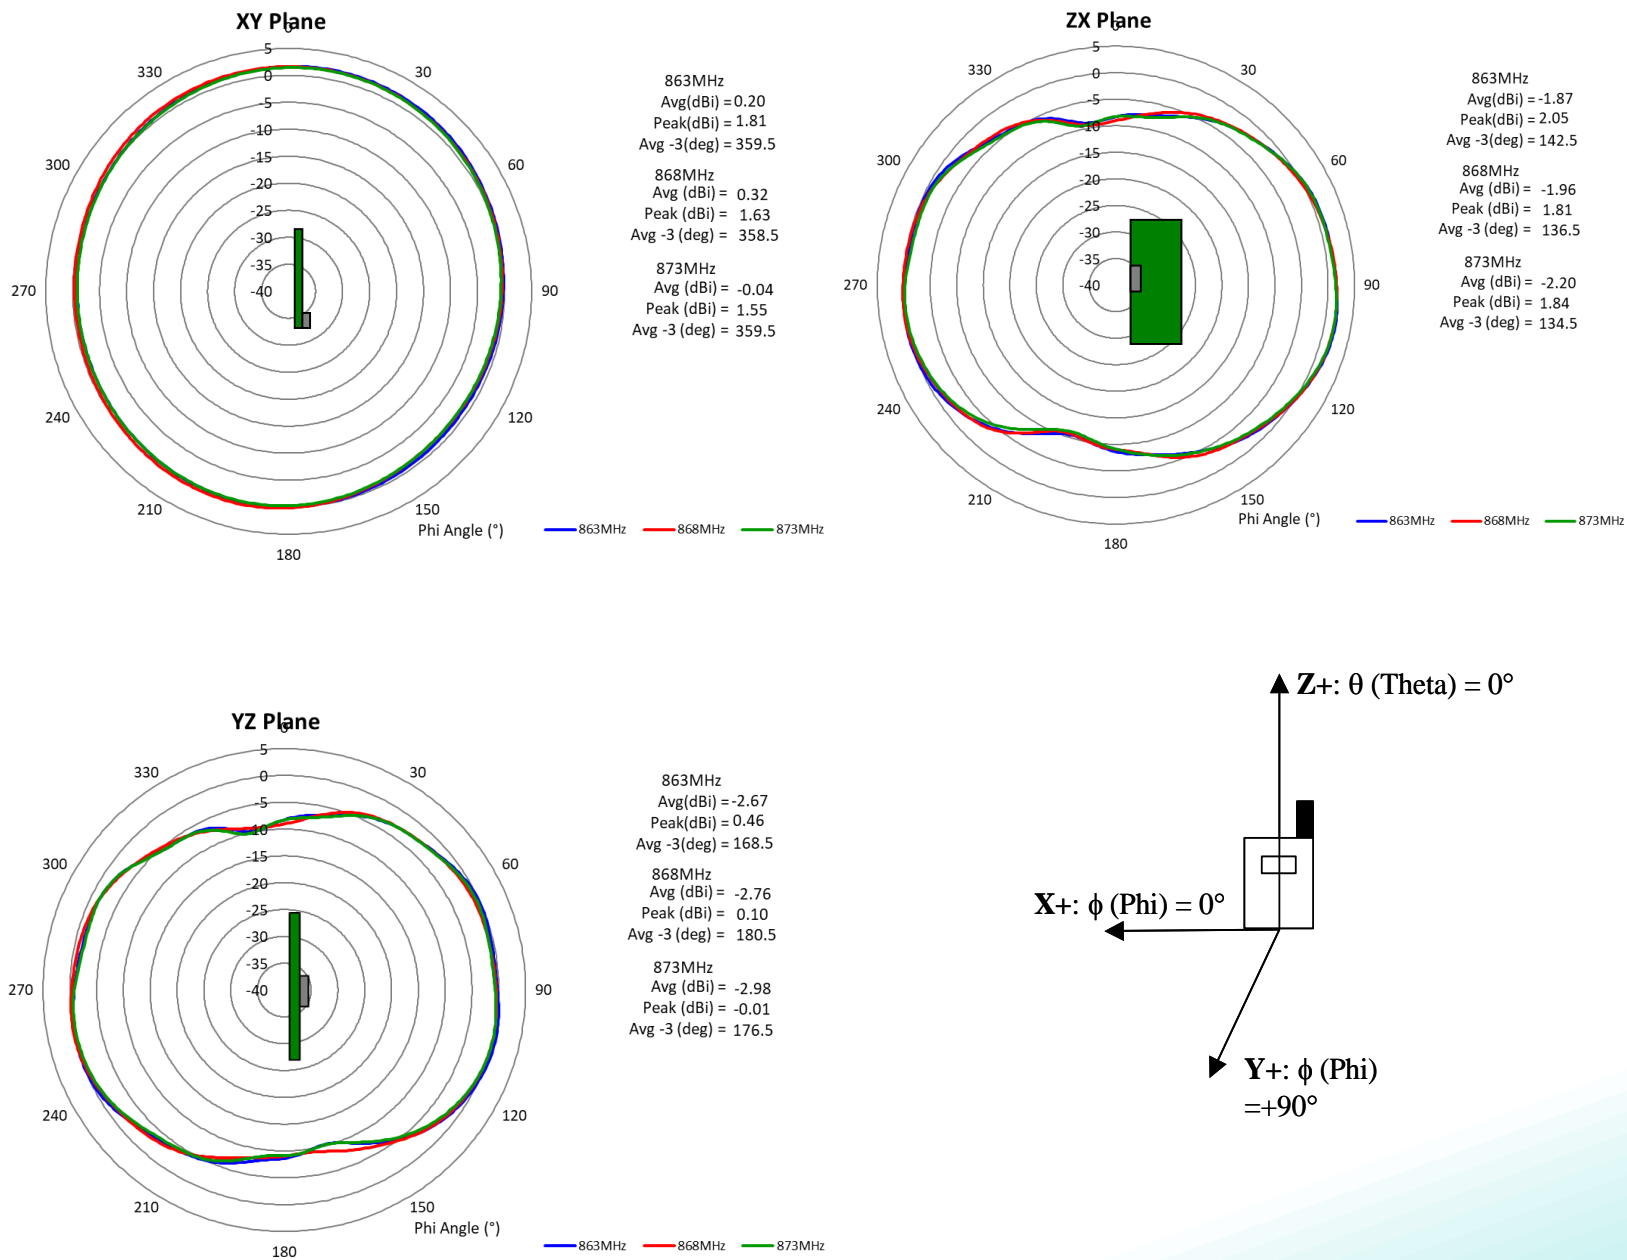 XY Plane
0
5
0
-5
-10
-15
-20
-25
-30
-35
-40
30
60
90
120
150
180
210
240
270
300
330
Phi Angle (°)
863MHz
868MHz
873MHz
863MHz
Avg(dBi) = 0.20
Peak(dBi) = 1.81
Avg -3(deg) = 359.5
868MHz
Avg (dBi) = 0.32
Peak (dBi) = 1.63
Avg -3 (deg) = 358.5
873MHz
Avg (dBi) = -0.04
Peak (dBi) = 1.55
Avg -3 (deg) = 359.5
ZX Plane
0
5
0
-5
-10
-15
-20
-25
-30
-35
-40
30
60
90
120
150
180
210
240
270
300
330
Phi Angle (°)
863MHz
868MHz
873MHz
863MHz
Avg(dBi) = -1.87
Peak(dBi) = 2.05
Avg -3(deg) = 142.5
868MHz
Avg (dBi) = -1.96
Peak (dBi) = 1.81
Avg -3 (deg) = 136.5
873MHz
Avg (dBi) = -2.20
Peak (dBi) = 1.84
Avg -3 (deg) = 134.5
YZ Plane
0
5
0
-5
-10
-15
-20
-25
-30
-35
-40
30
60
90
120
150
180
210
240
270
300
330
Phi Angle (°)
863MHz
868MHz
873MHz
863MHz
Avg(dBi) = -2.67
Peak(dBi) = 0.46
Avg -3(deg) = 168.5
868MHz
Avg (dBi) = -2.76
Peak (dBi) = 0.10
Avg -3 (deg) = 180.5
873MHz
Avg (dBi) = -2.98
Peak (dBi) = -0.01
Avg -3 (deg) = 176.5
Z+: θ (Theta) = 0°
X+: ϕ (Phi) = 0°
Y+: ϕ (Phi)
=+90°